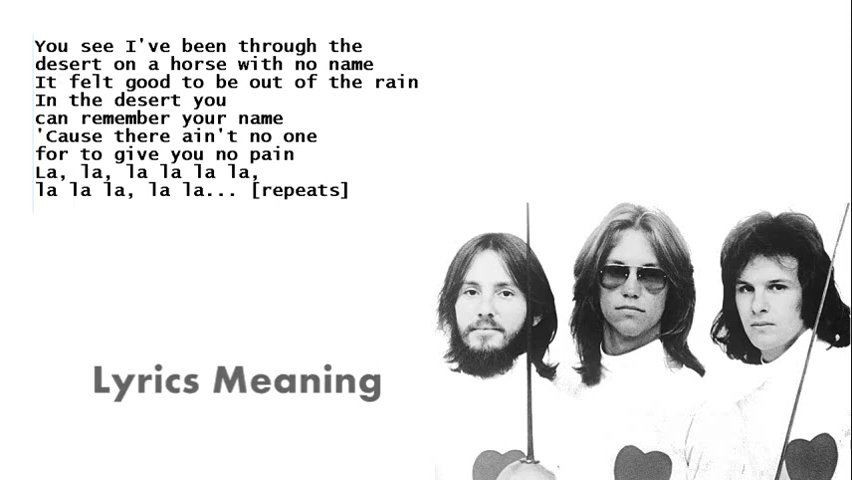 You see I've been through the
desert on a horse with no name
It felt good to be out of the rain
In the desert you
can remember your name
'Cause there ain't no one
for to give you no pain
La, la, la la la la,
la la la, la la... [repeats]
Lyrics Meaning